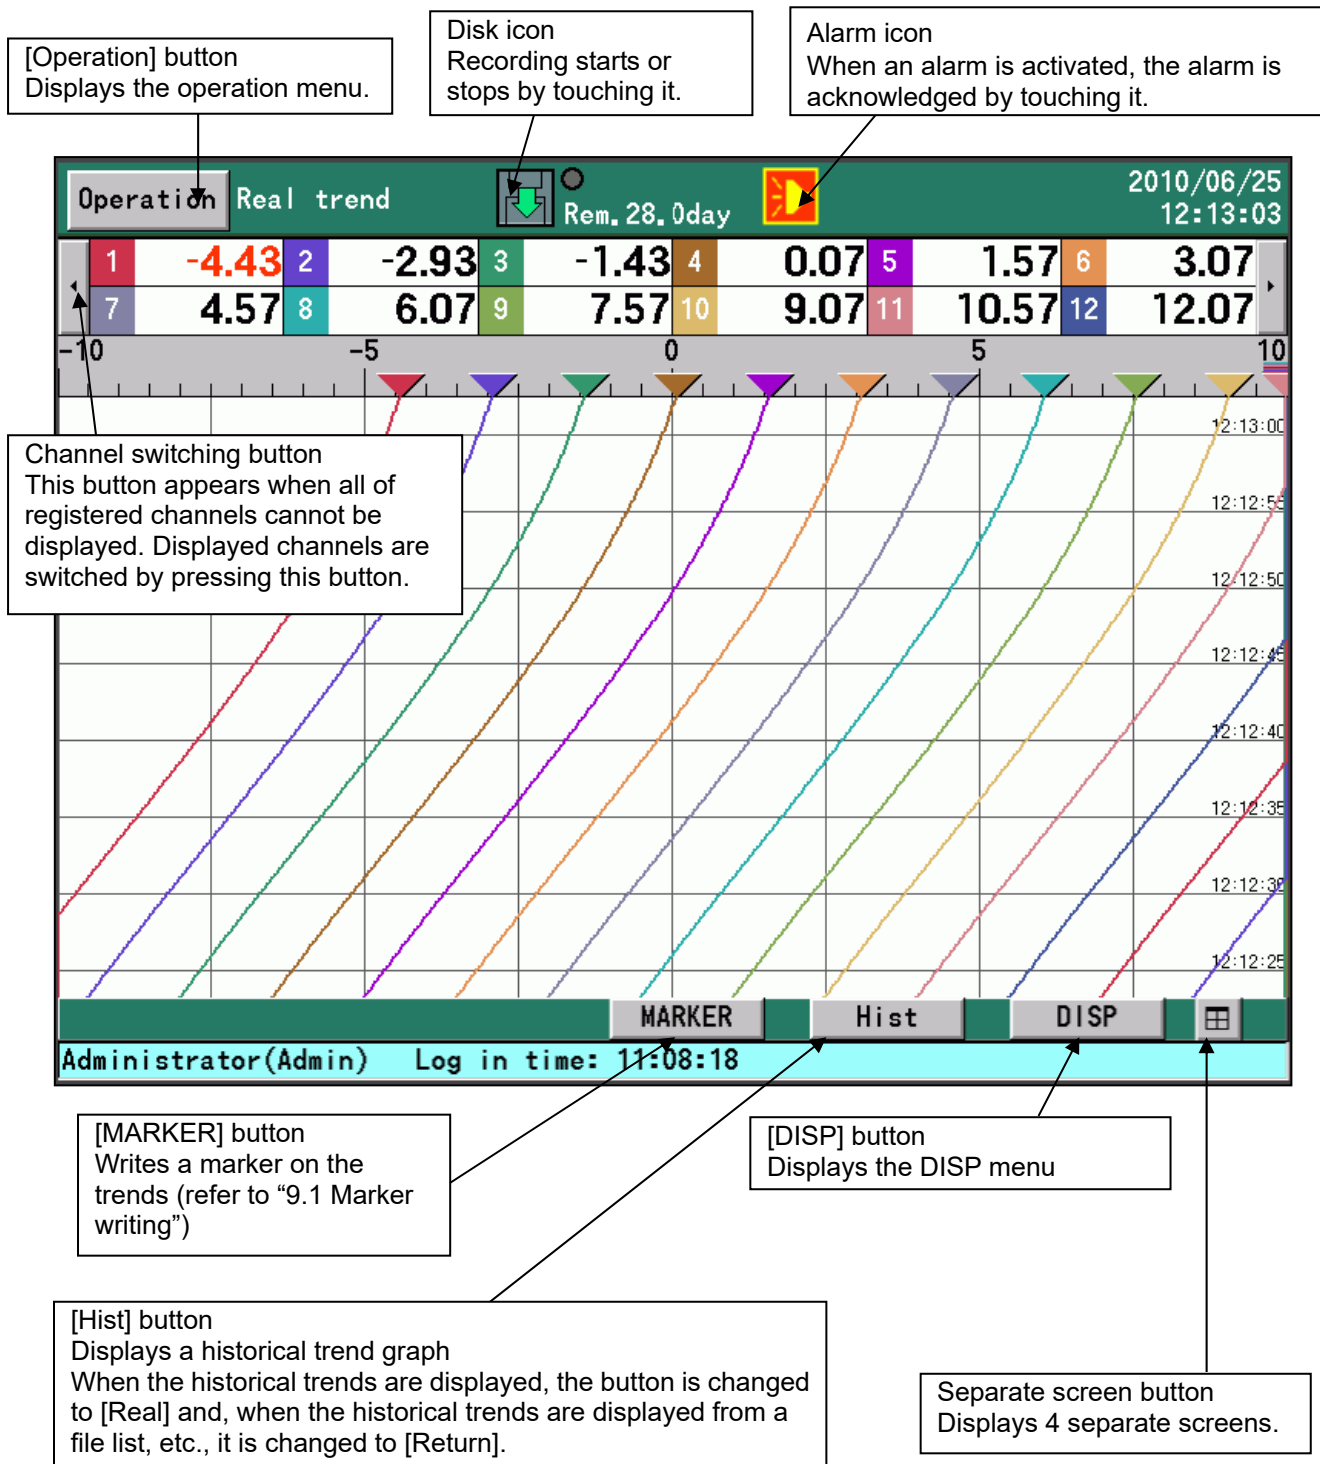 Disk icon
Recording starts or
stops by touching it.
Alarm icon
When an alarm is activated, the alarm is
acknowledged by touching it.
[Operation] button
Displays the operation menu.
Operation Real trend
Rem.28.0day
2010/06/25
12:13:03
1 -4.43 2 -2.93 3 -1.43 4 0.07 5 1.57 6 3.07
7 4.57 8 6.07 9 7.57 10 9.07 11 10.57 12 12.07
-10 -5 0 5 10
12:13:00
Channel switching button
This button appears when all of
registered channels cannot be
displayed. Displayed channels are
switched by pressing this button.
12:12:55
12:12:50
12:12:45
12:12:40
12:12:35
12:12:30
12:12:25
MARKER Hist DISP
Administrator(Admin) Log in time: 11:08:18
[MARKER] button
Writes a marker on the
trends (refer to “9.1 Marker
writing”)
[DISP] button
Displays the DISP menu
[Hist] button
Displays a historical trend graph
When the historical trends are displayed, the button is changed
to [Real] and, when the historical trends are displayed from a
file list, etc., it is changed to [Return].
Separate screen button
Displays 4 separate screens.